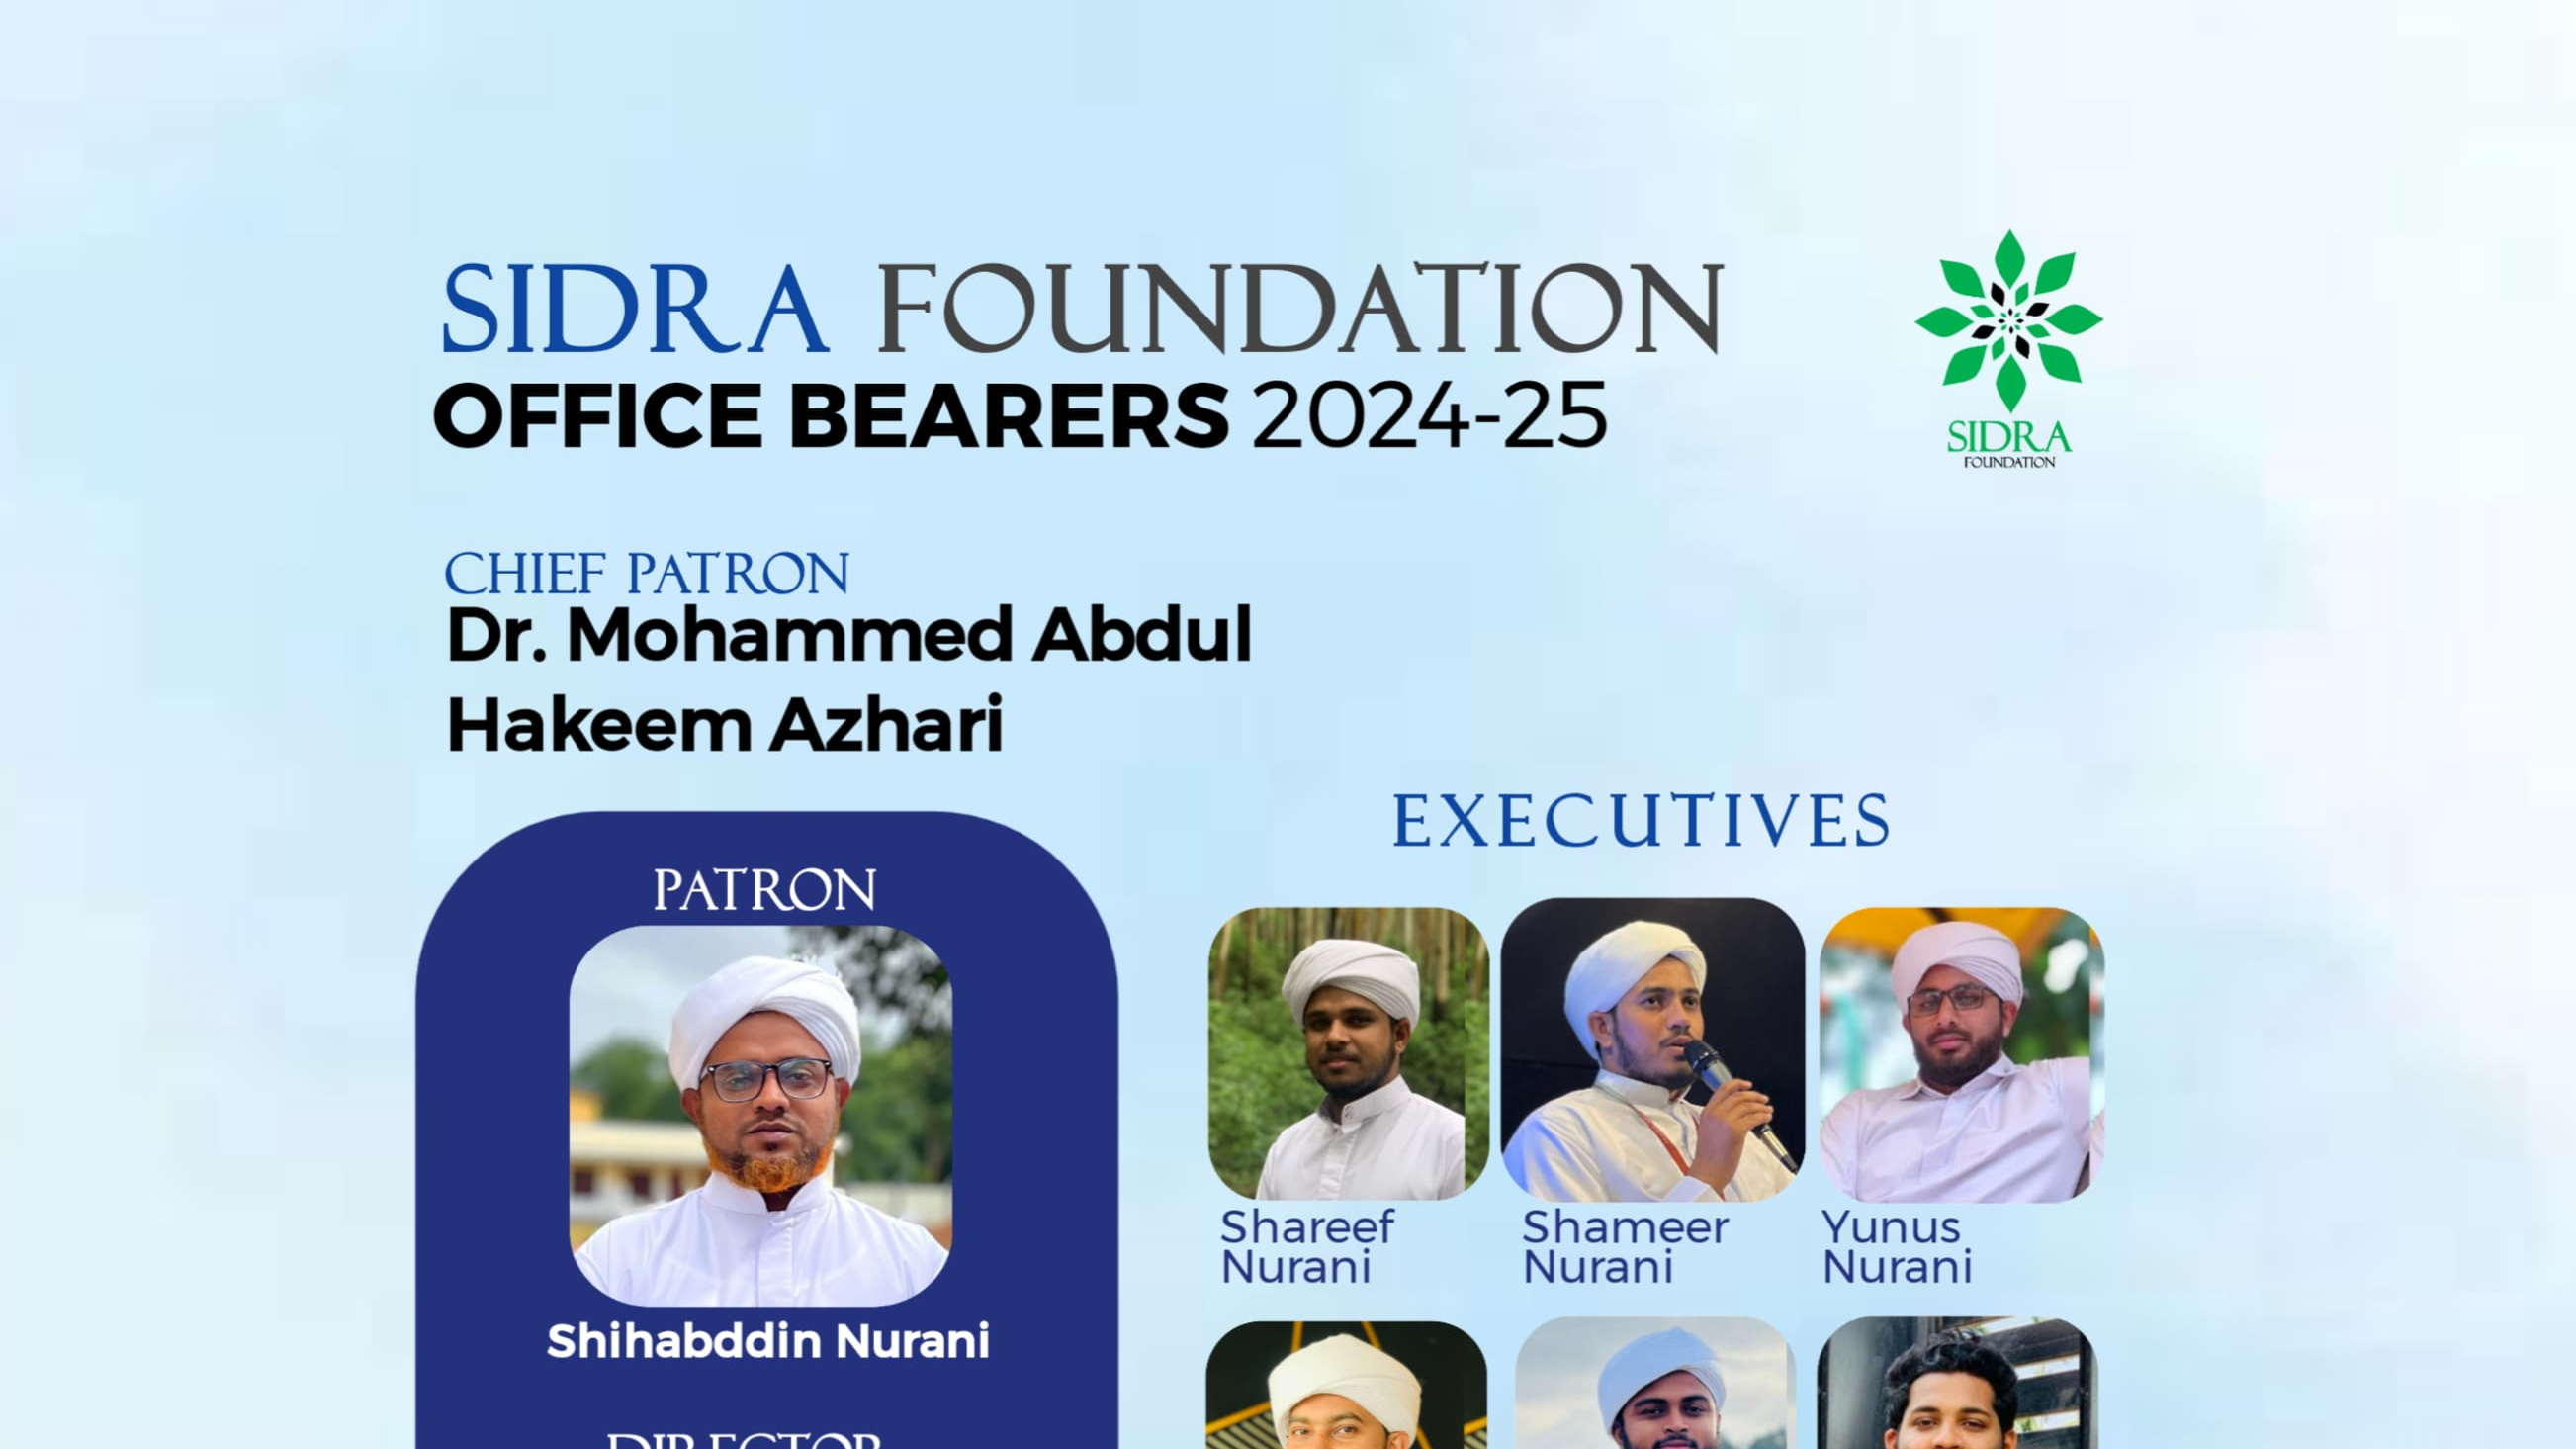 SIDRA FOUNDATION
OFFICE BEARERS 2024-25
SIDRA
FOUNDATION
CHIEF PATRON
Dr. Mohammed Abdul
Hakeem Azhari
PATRON
Shihabddin Nurani
DIRECTOR
EXECUTIVES
Shareef
Nurani
Shameer
Nurani
Yunus
Nurani